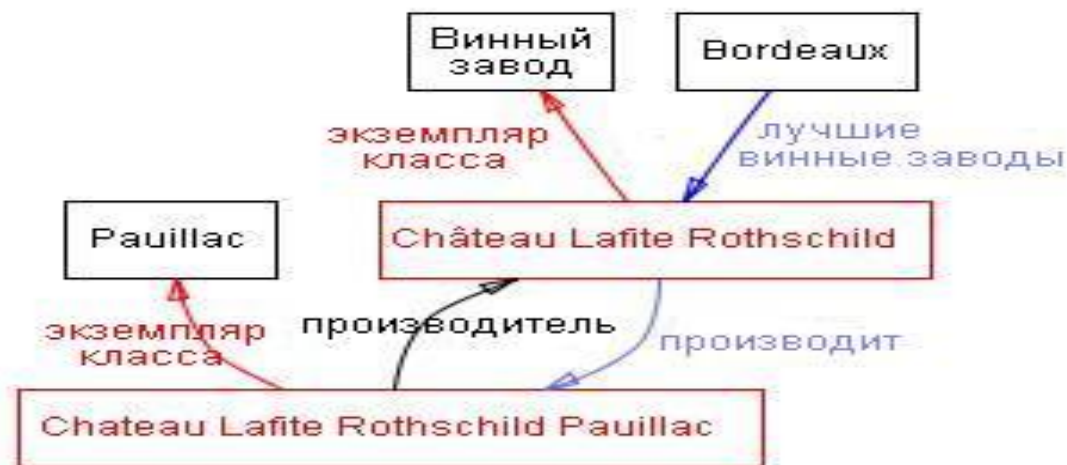 Винный
завод
Bordeaux
экземпляр
класса
лучшие
винные заводы
Pauillac
Château Lafite Rothschild
экземпляр
класса
производитель
производит
Chateau Lafite Rothschild Pauillac